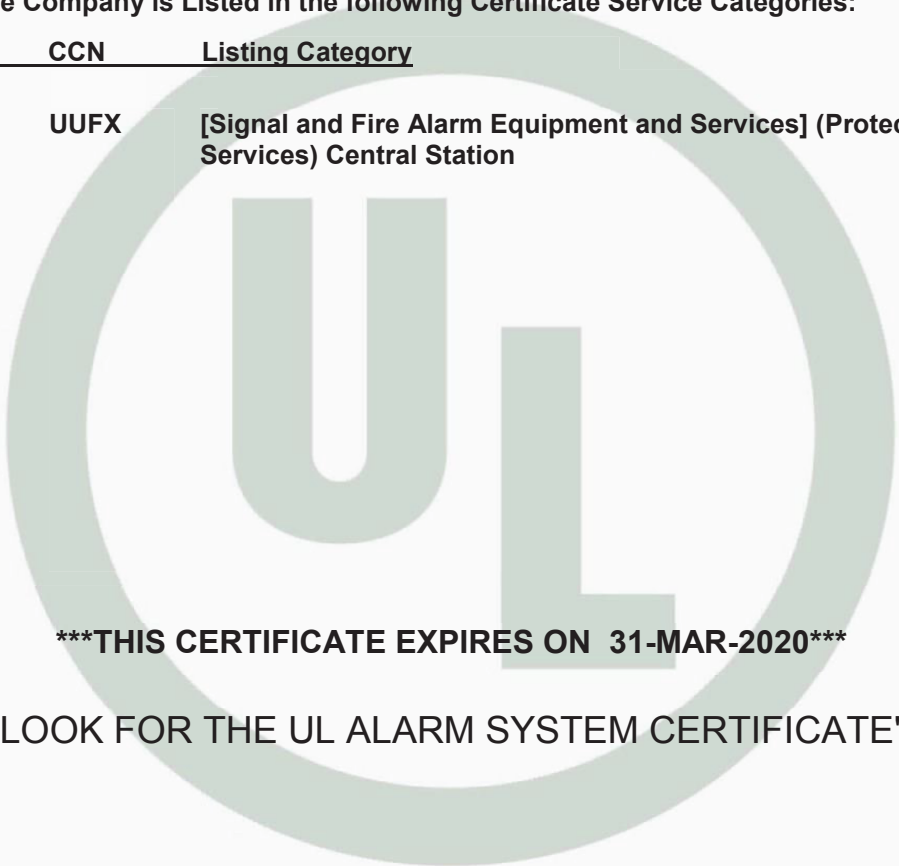 e Company is Listed in the following Certificate Service Categories:
CCN Listing Category
UUFX [Signal and Fire Alarm Equipment and Services] (Protec
Services) Central Station
UL
***THIS CERTIFICATE EXPIRES ON 31-MAR-2020***
LOOK FOR THE UL ALARM SYSTEM CERTIFICATE"